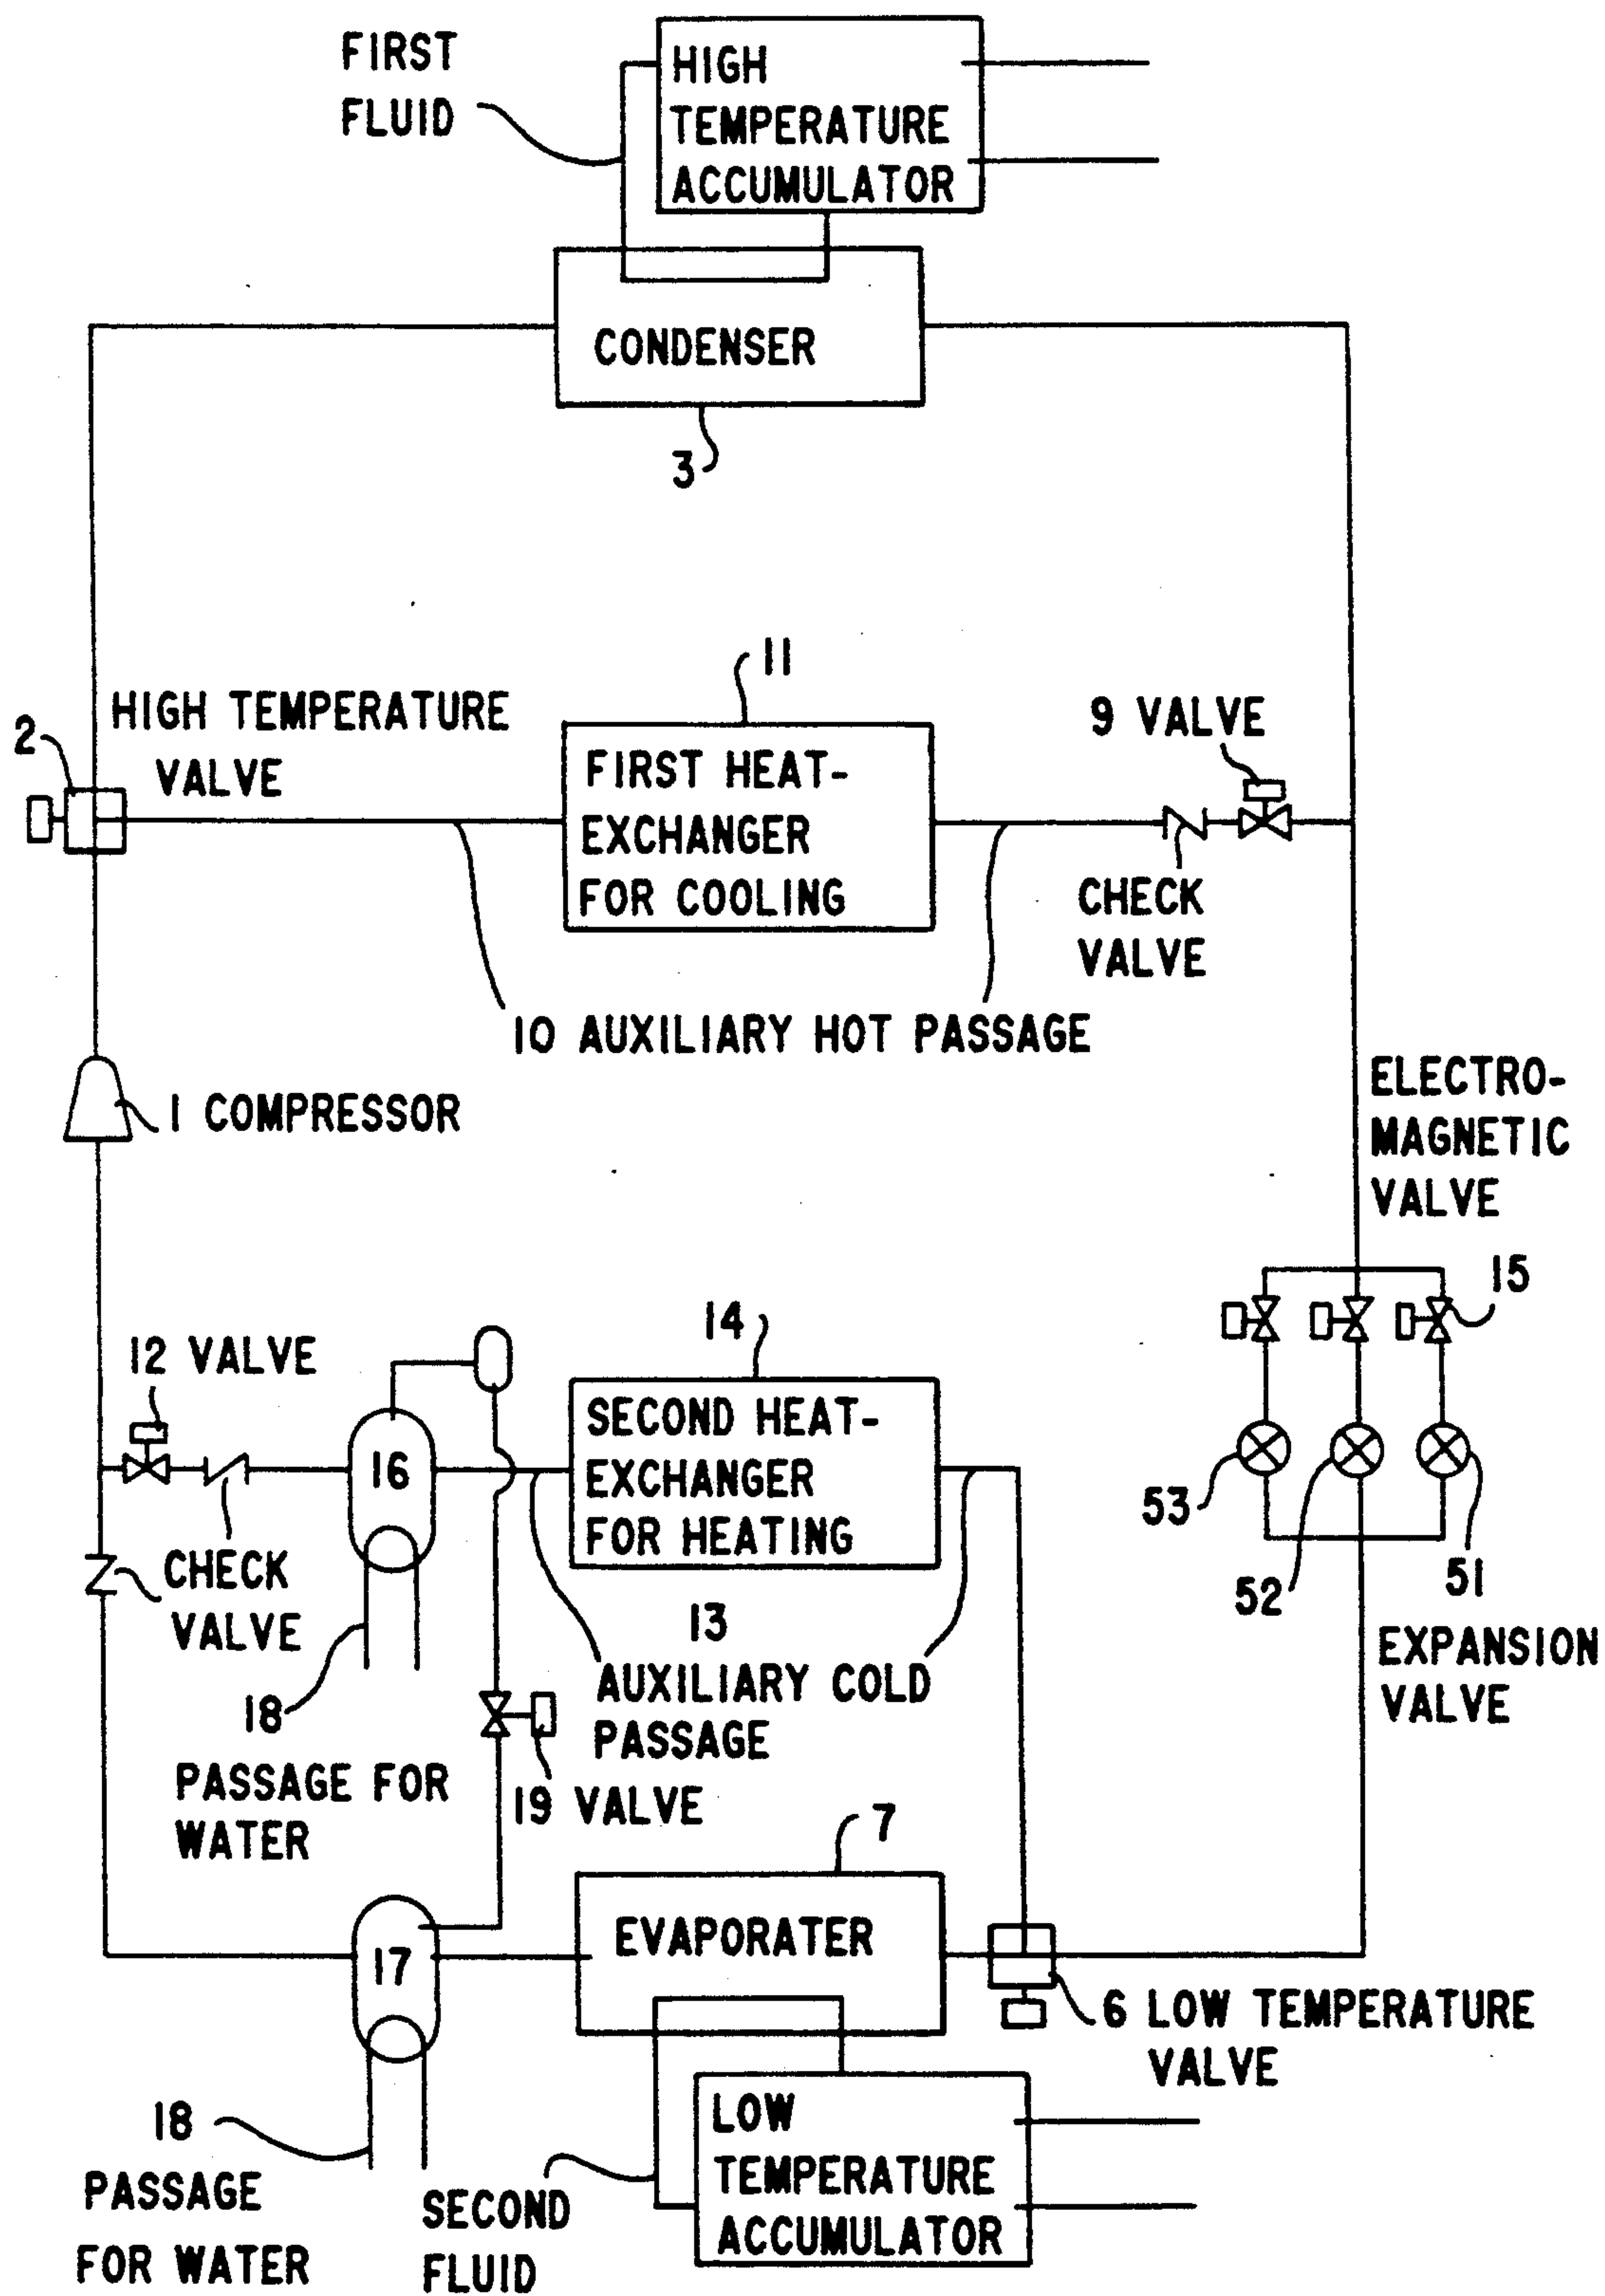 FIRST
FLUID
HIGH
TEMPERATURE
ACCUMULATOR
CONDENSER
3
11
2
HIGH TEMPERATURE
VALVE
FIRST HEAT-
EXCHANGER
FOR COOLING
9 VALVE
CHECK
VALVE
10 AUXILIARY HOT PASSAGE
1 COMPRESSOR
ELECTRO-
MAGNETIC
VALVE
15
14
12 VALVE
16
SECOND HEAT-
EXCHANGER
FOR HEATING
53
52
51
EXPANSION
VALVE
CHECK
VALVE
13
AUXILIARY COLD
PASSAGE
18
PASSAGE FOR
WATER
19 VALVE
7
17
EVAPORATER
6 LOW TEMPERATURE
VALVE
18
PASSAGE
FOR WATER
SECOND
FLUID
LOW
TEMPERATURE
ACCUMULATOR